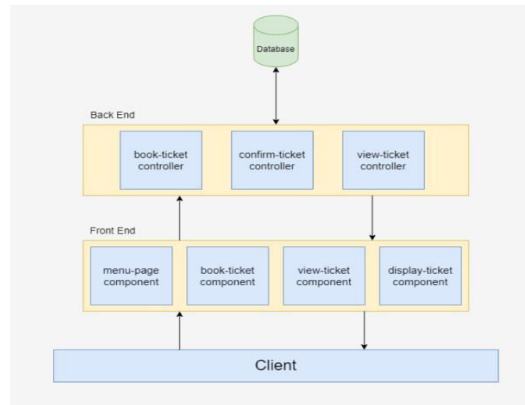 Database
Back End
book-ticket
controller
confirm-ticket
controller
view-ticket
controller
Front End
menu-page
component
book-ticket
component
view-ticket
component
display-ticket
component
Client